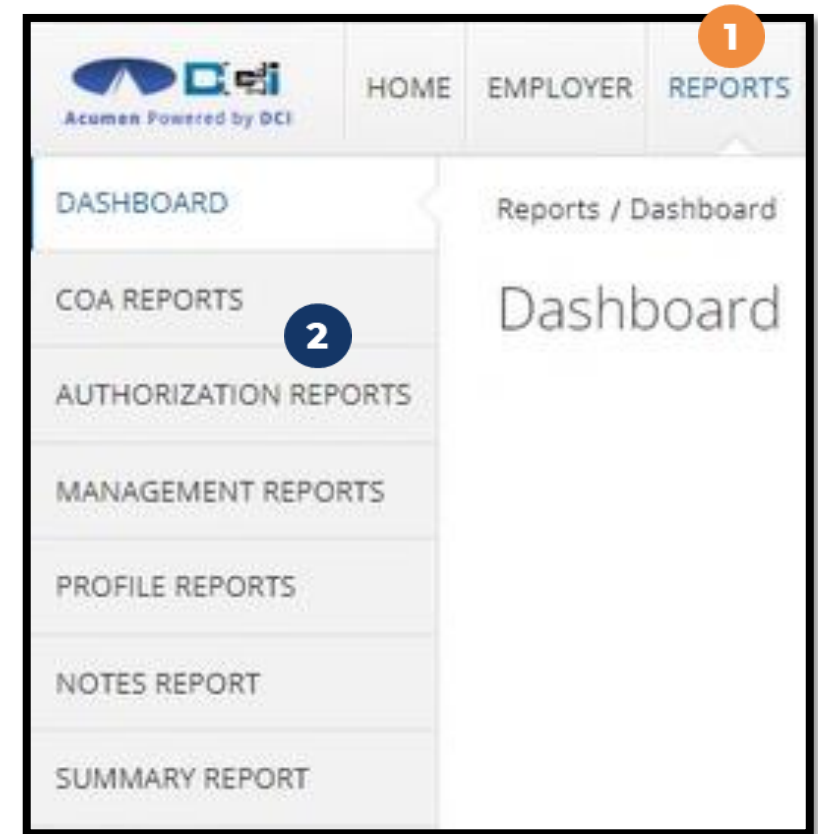 1
DCi
Acumen Powered by DCI
HOME
EMPLOYER
REPORTS
DASHBOARD
Reports / Dashboard
COA REPORTS
Dashboard
2
AUTHORIZATION REPORTS
MANAGEMENT REPORTS
PROFILE REPORTS
NOTES REPORT
SUMMARY REPORT